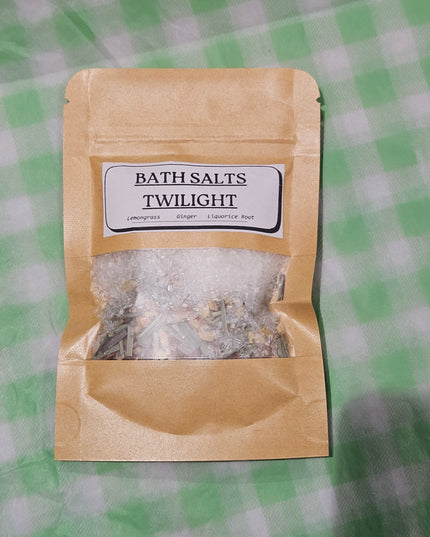 BATH SALTS
TWILIGHT
Lemongrass Ginger Liquorice Root